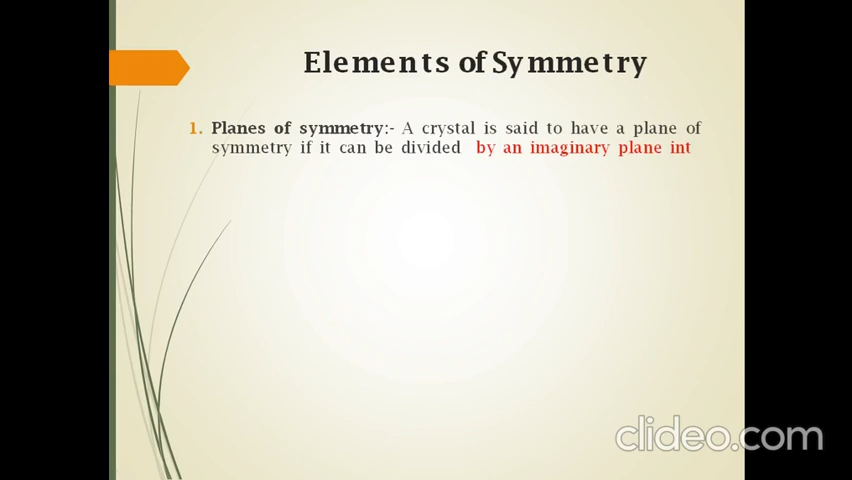 Elements of Symmetry
1. Planes of symmetry:- A crystal is said to have a plane of
symmetry if it can be divided by an imaginary plane int
clideo.com